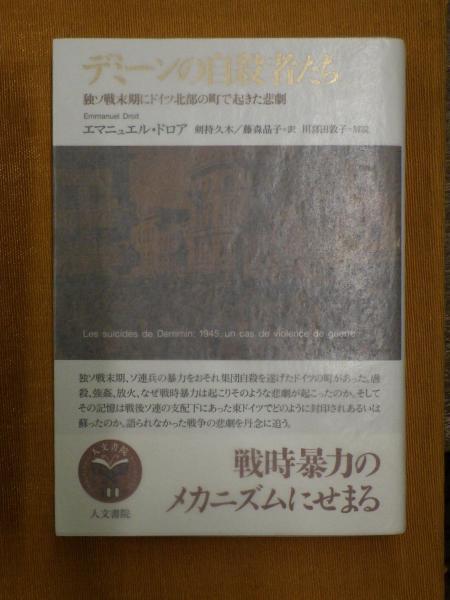 デミーンの自殺者たち
独ソ戦末期にドイツ北部の町で起きた悲劇
Emmanuel Droit
エマニュエル・ドロア 剣持久木／藤森晶子・訳 川喜田敦子・解説
Les suicidés de Demmin: 1945, un cas de violence de guerre
独ソ戦末期、ソ連兵の暴力をおそれ集団自殺を遂げたドイツの町があった。虐
殺、強姦、放火、なぜ戦時暴力は起こりそのような悲劇が起こったのか。そして
その記憶は戦後ソ連の支配下にあった東ドイツでどのように封印されあるいは
蘇ったのか。語られなかった戦争の悲劇を丹念に追う。
人文書院
戦時暴力の
メカニズムにせまる
人文書院